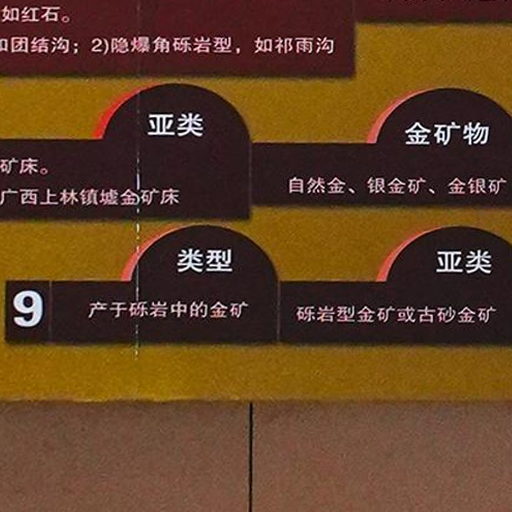 如红石。
和团结沟；2)隐爆角砾岩型，如祁雨沟
亚类
金矿物
矿床。
广西上林镇墟金矿床
自然金、银金矿、金银矿
类型
亚类
9
产于砾岩中的金矿
砾岩型金矿或古砂金矿